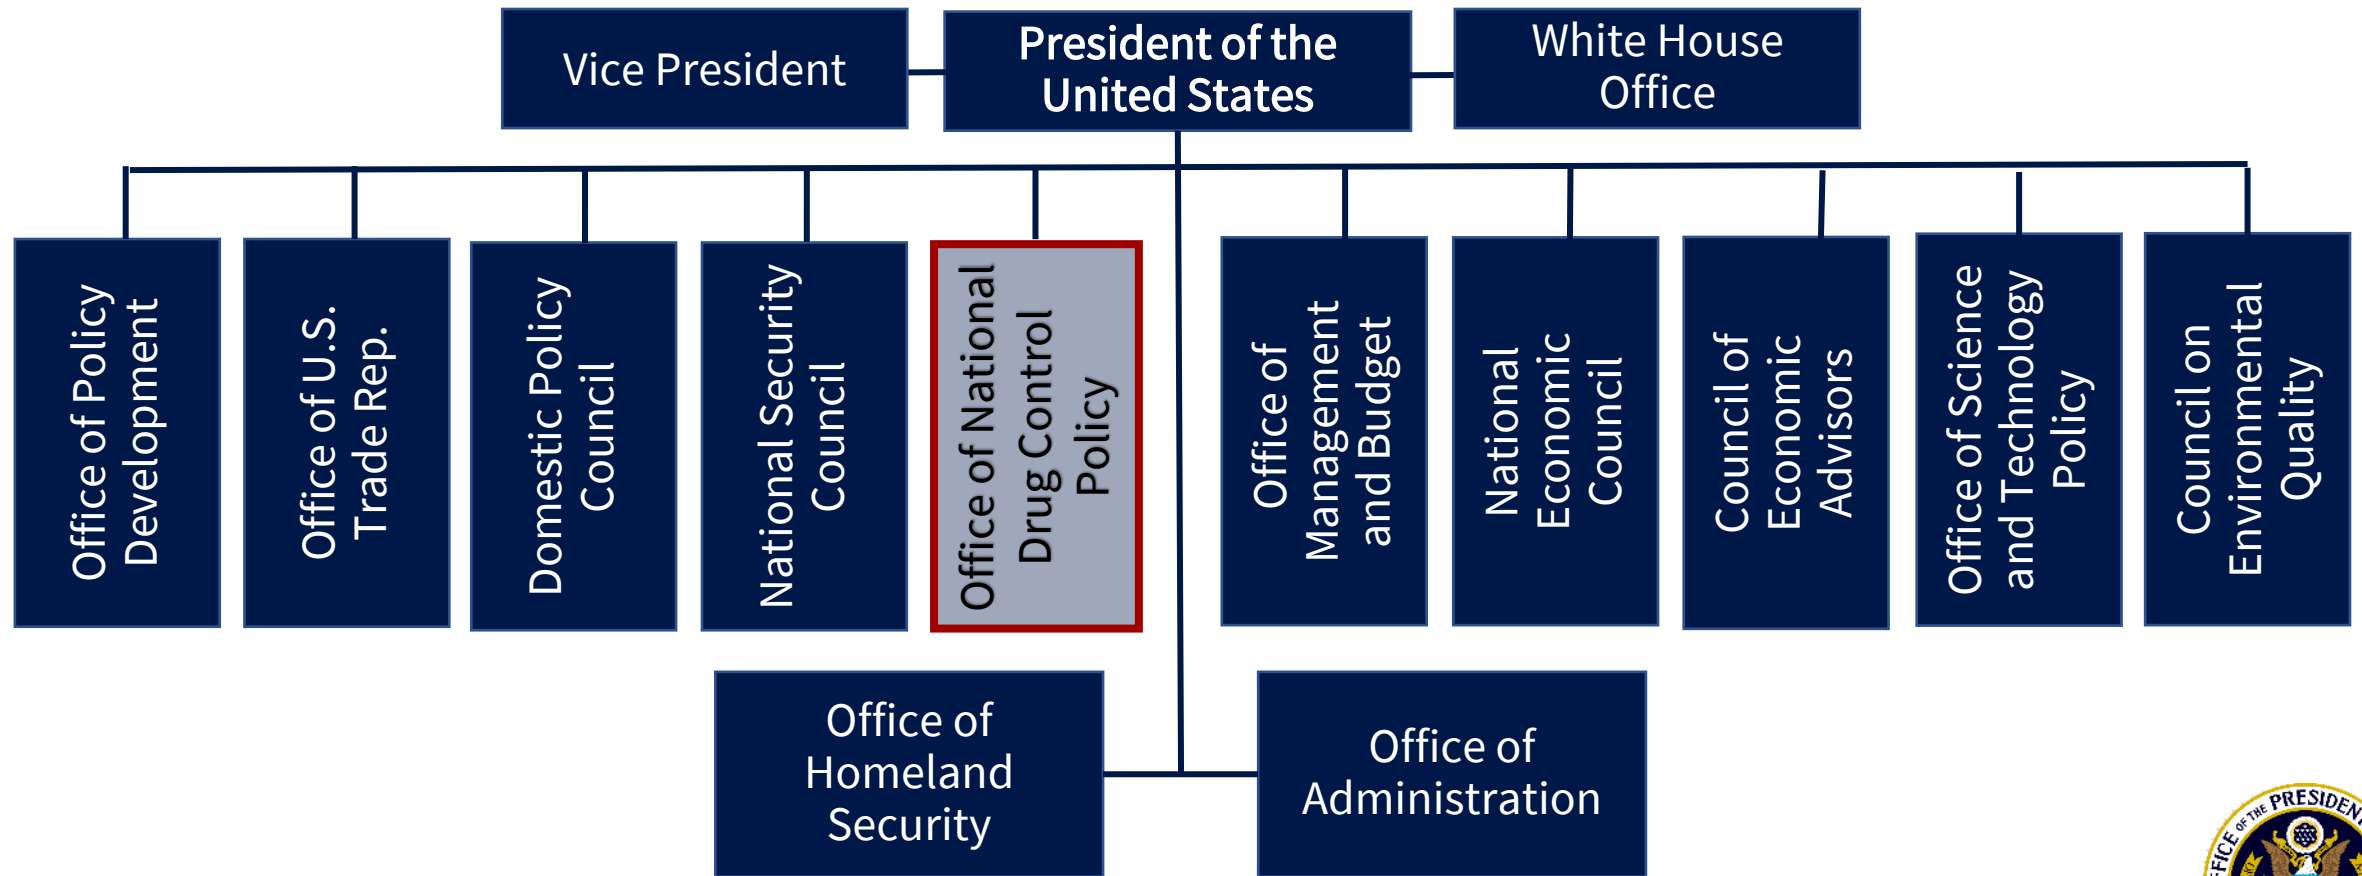 Vice President
President of the
United States
White House
Office
Office of Policy
Development
Office of U.S.
Trade Rep.
Domestic Policy
Council
National Security
Council
Office of National
Drug Control
Policy
Office of
Management
and Budget
National
Economic
Council
Council of
Economic
Advisors
Office of Science
and Technology
Policy
Council on
Environmental
Quality
Office of
Homeland
Security
Office of
Administration
OF THE